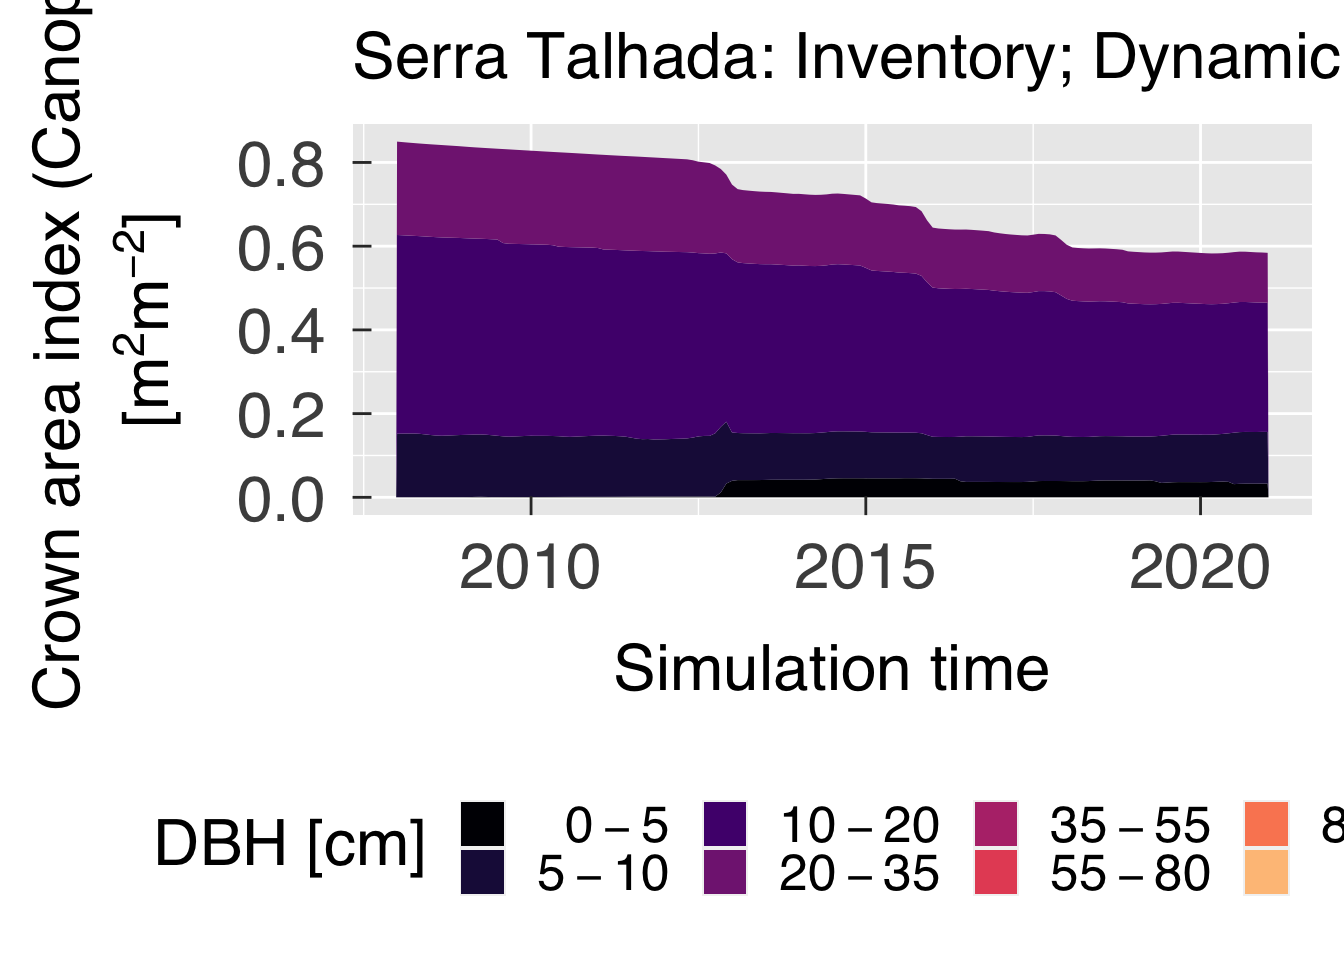 Serra Talhada: Inventory; Dynamic
Crown area index (Canop
[m²m⁻²]
0.8
0.6
0.4
0.2
0.0
2010 2015 2020
Simulation time
DBH [cm]
0 – 5 10 – 20 35 – 55 8
5 – 10 20 – 35 55 – 80